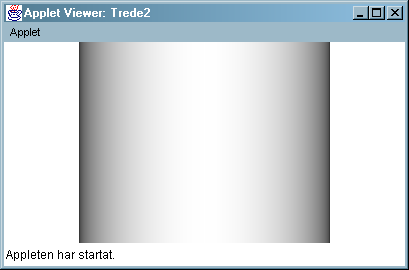 Applet Viewer: Trede2
Applet
Appleten har startat.